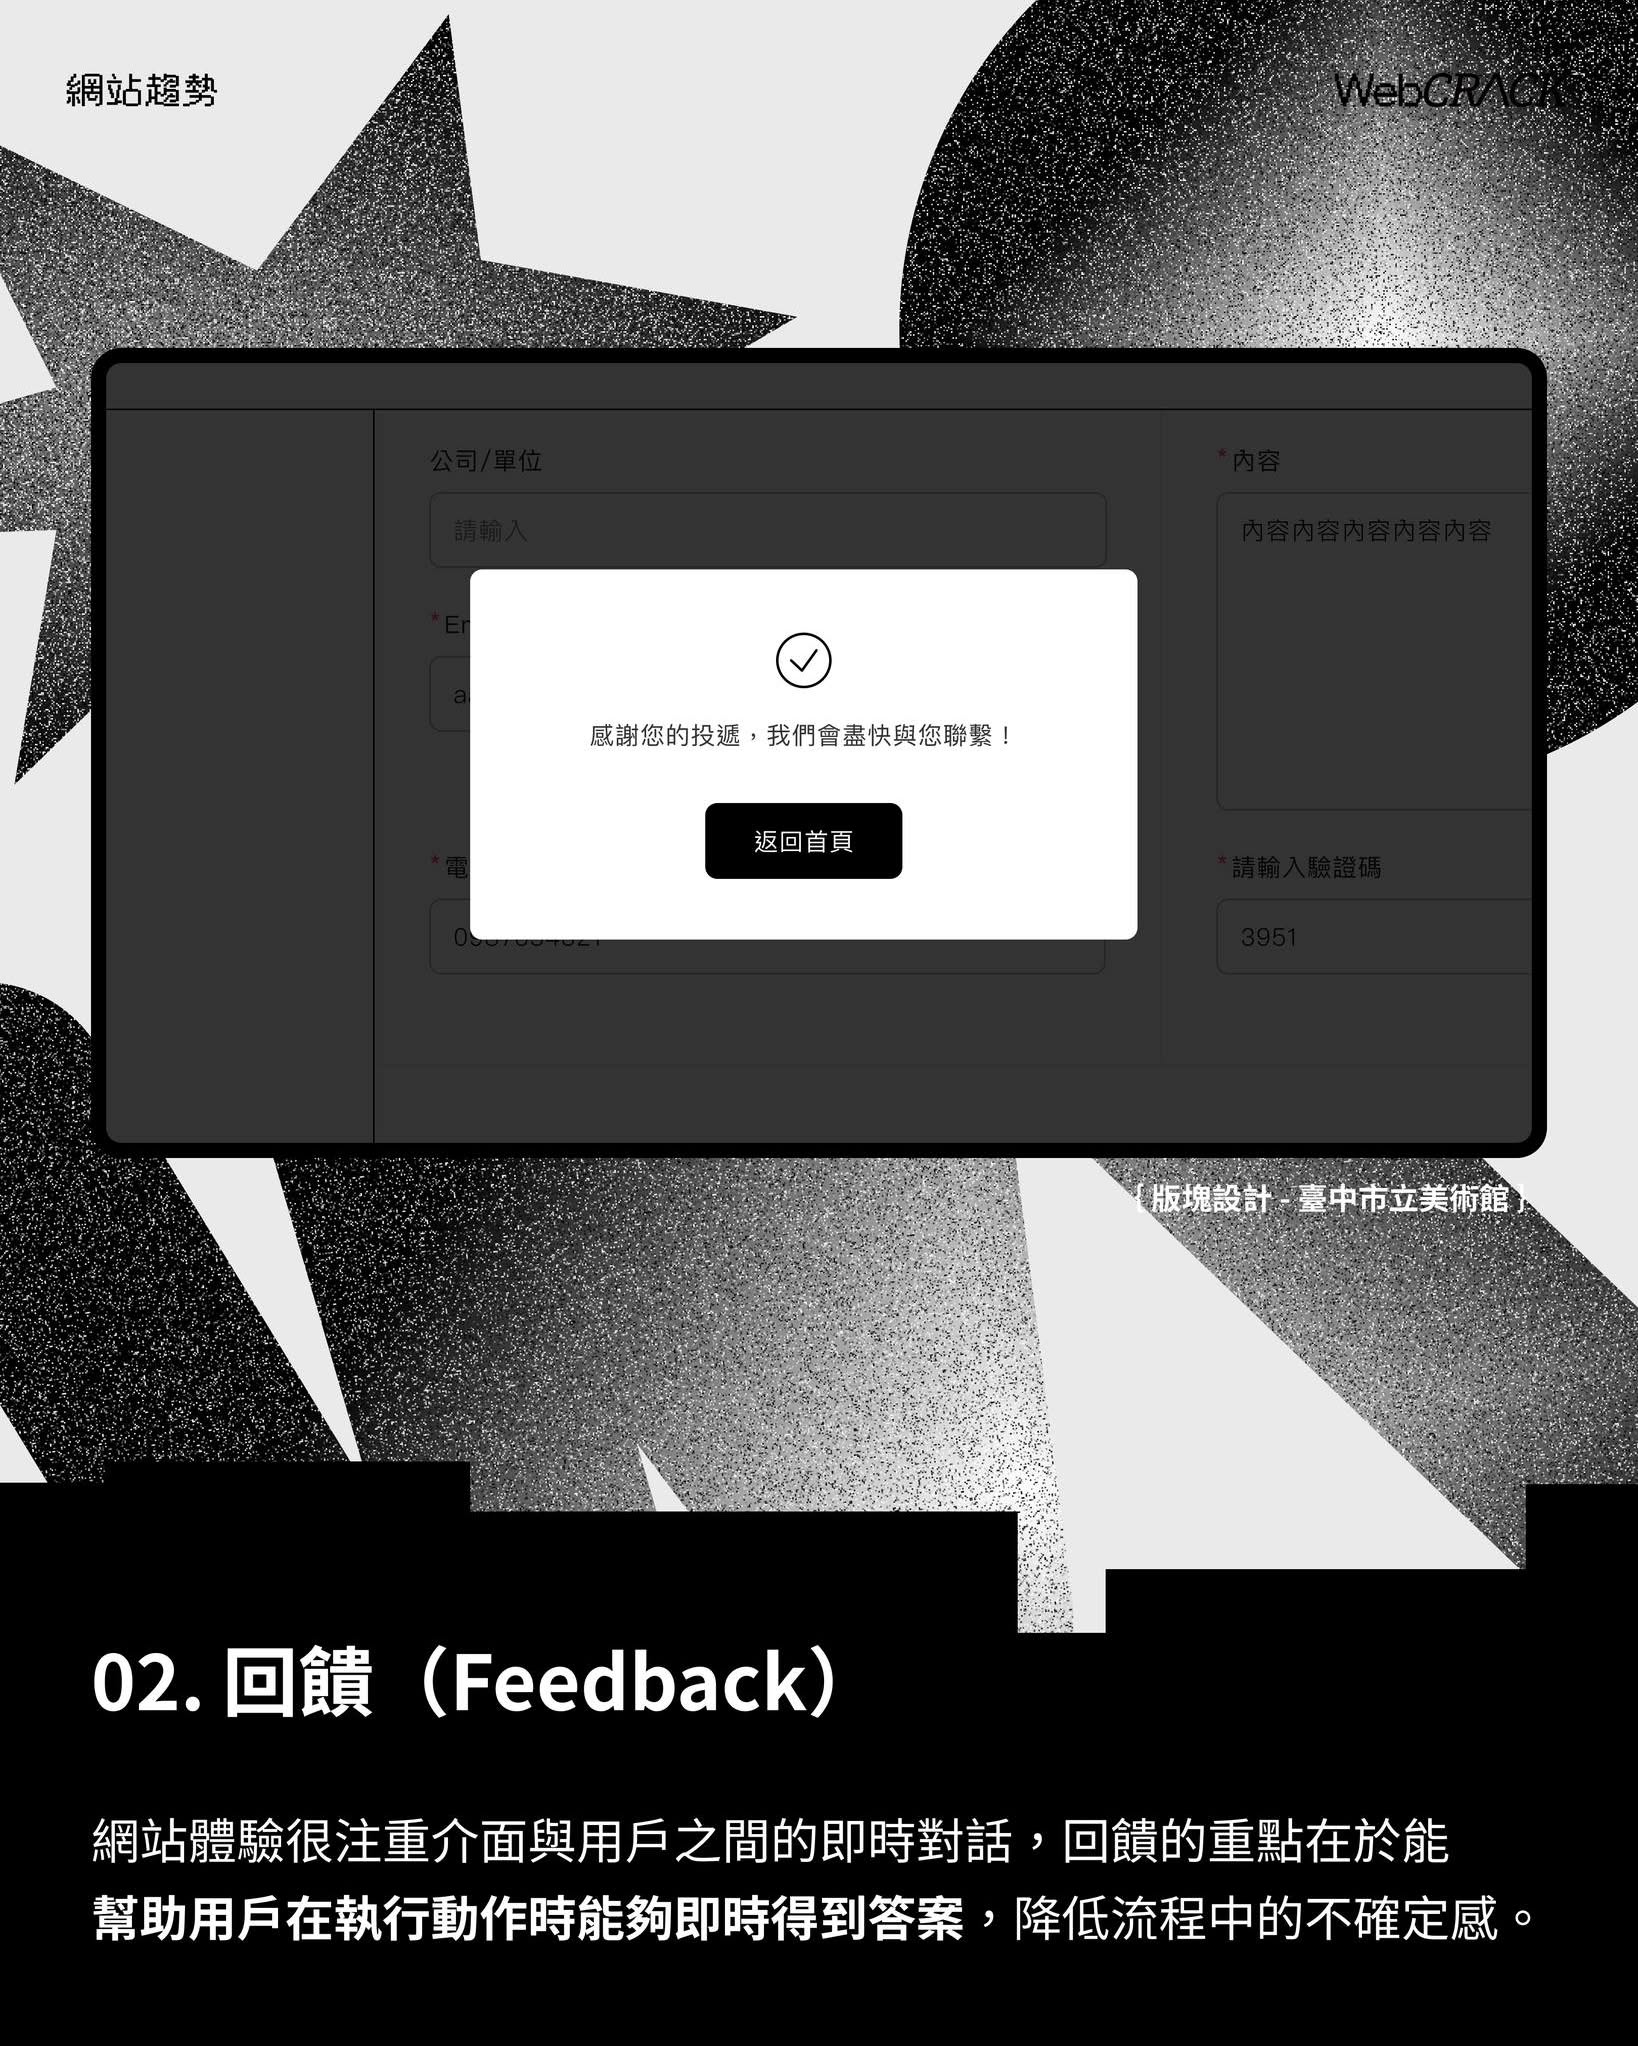 網站趨勢
WebCRACK
公司/單位
* 內容
請輸入
內容內容內容內容內容
感謝您的投遞，我們會盡快與您聯繫！
返回首頁
* 電
* 請輸入驗證碼
3951
{ 版塊設計 - 臺中市立美術館 }
02. 回饋（Feedback）
網站體驗很注重介面與用戶之間的即時對話，回饋的重點在於能
幫助用戶在執行動作時能夠即時得到答案，降低流程中的不確定感。